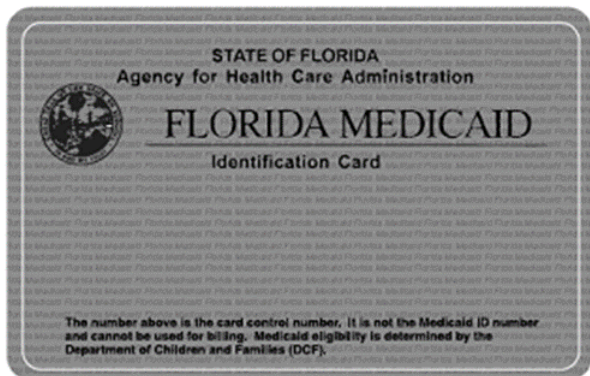 STATE OF FLORIDA
Agency for Health Care Administration
FLORIDA MEDICAID
Identification Card
The number above is the card control number. It is not the Medicaid ID number
and cannot be used for billing. Medicaid eligibility is determined by the
Department of Children and Families (DCF).